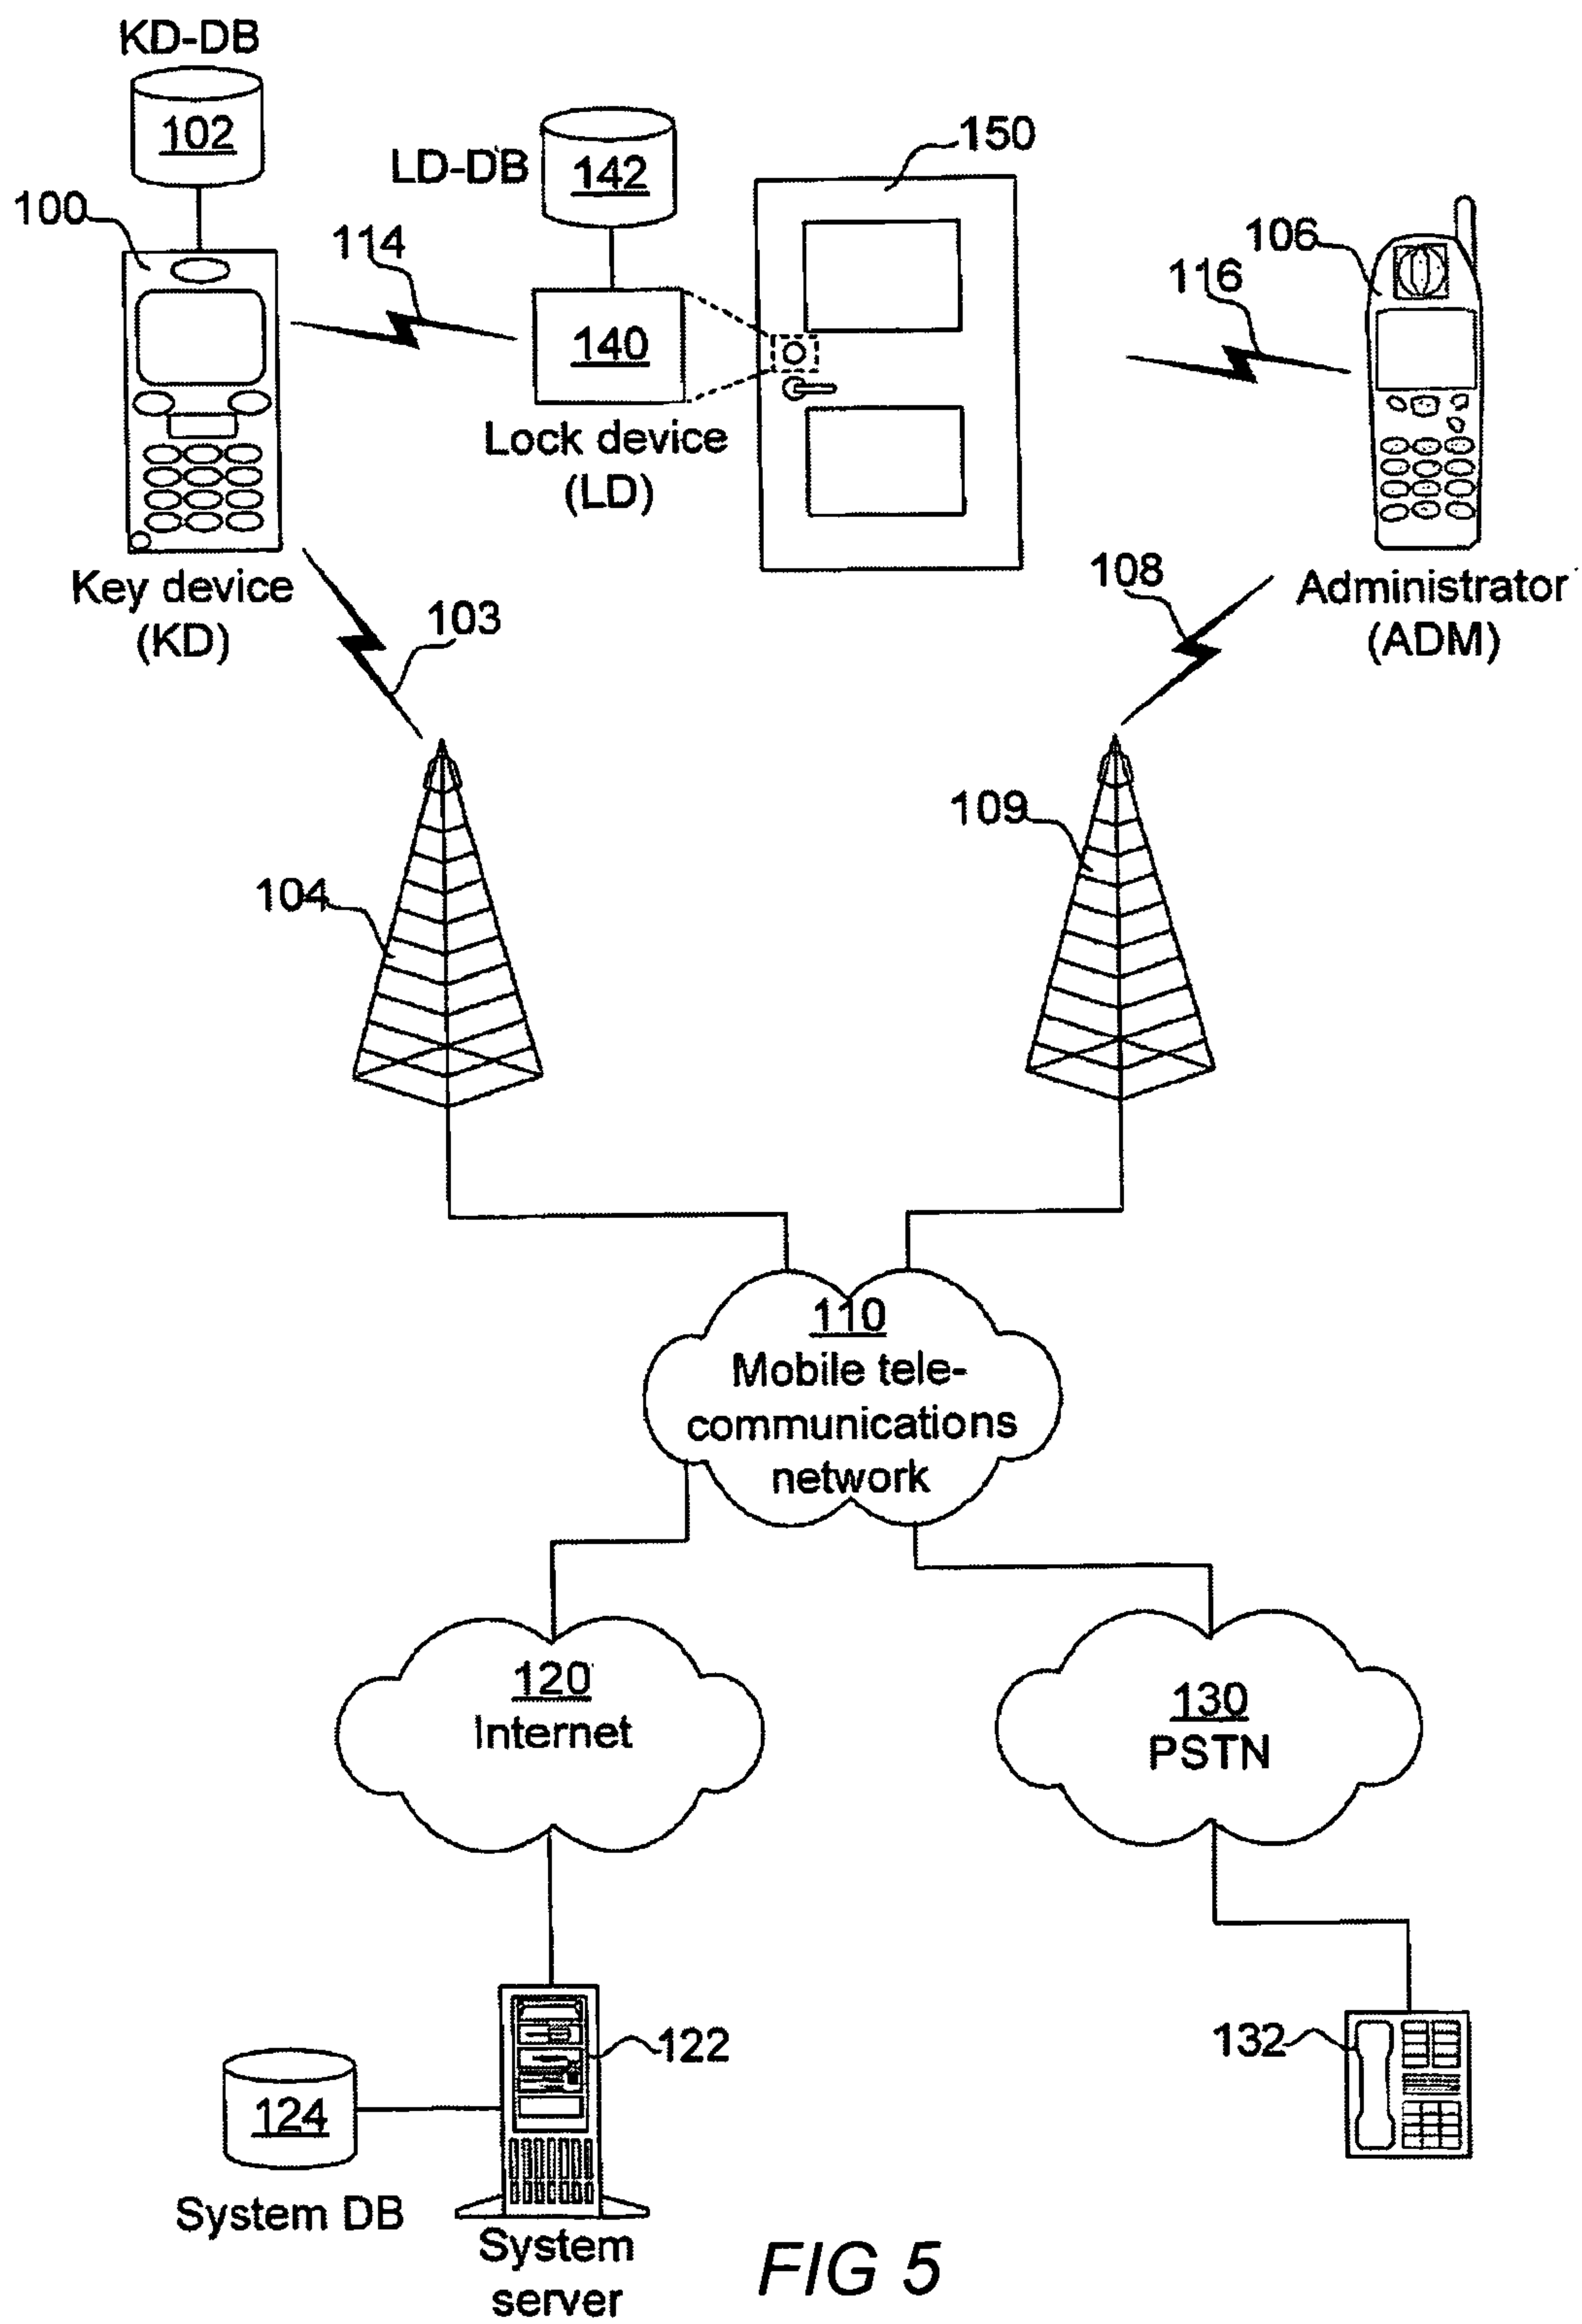 KD-DB
102
100
LD-DB
142
150
114
140
116
106
Lock device
(LD)
Key device
(KD)
103
108
Administrator
(ADM)
104
109
110
Mobile tele-
communications
network
120
Internet
130
PSTN
122
132
124
System DB
System
server
FIG 5